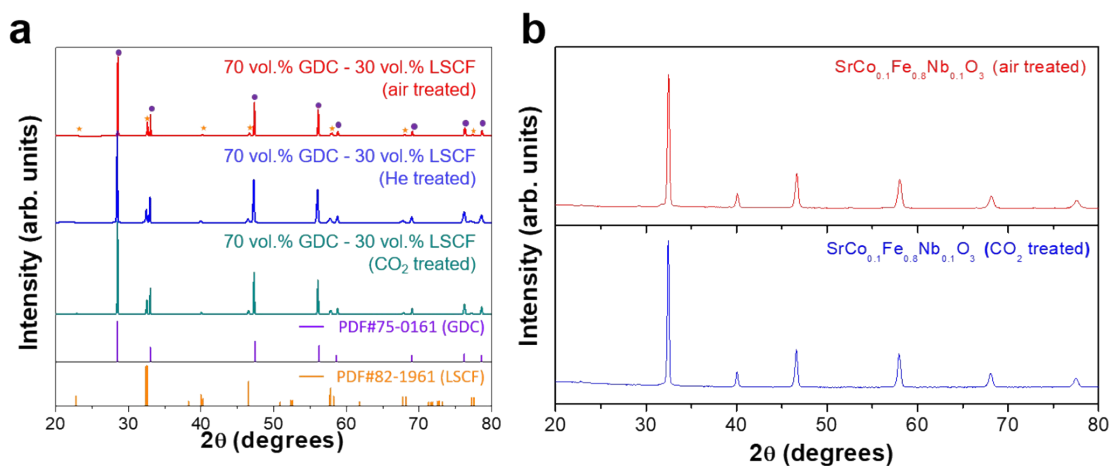 a
70 vol.% GDC - 30 vol.% LSCF
(air treated)
70 vol.% GDC - 30 vol.% LSCF
(He treated)
70 vol.% GDC - 30 vol.% LSCF
(CO₂ treated)
PDF#75-0161 (GDC)
PDF#82-1961 (LSCF)
Intensity (arb. units)
20 30 40 50 60 70 80
2θ (degrees)
b
SrCo₀.₁Fe₀.₈Nb₀.₁O₃ (air treated)
SrCo₀.₁Fe₀.₈Nb₀.₁O₃ (CO₂ treated)
Intensity (arb. units)
20 30 40 50 60 70 80
2θ (degrees)